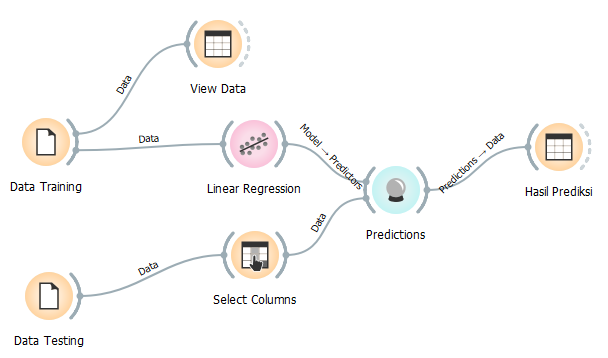 View Data
Data
Data
Data Training
Linear Regression
Model → Predictors
Predictions → Data
Hasil Prediksi
Predictions
Data
Data
Select Columns
Data Testing